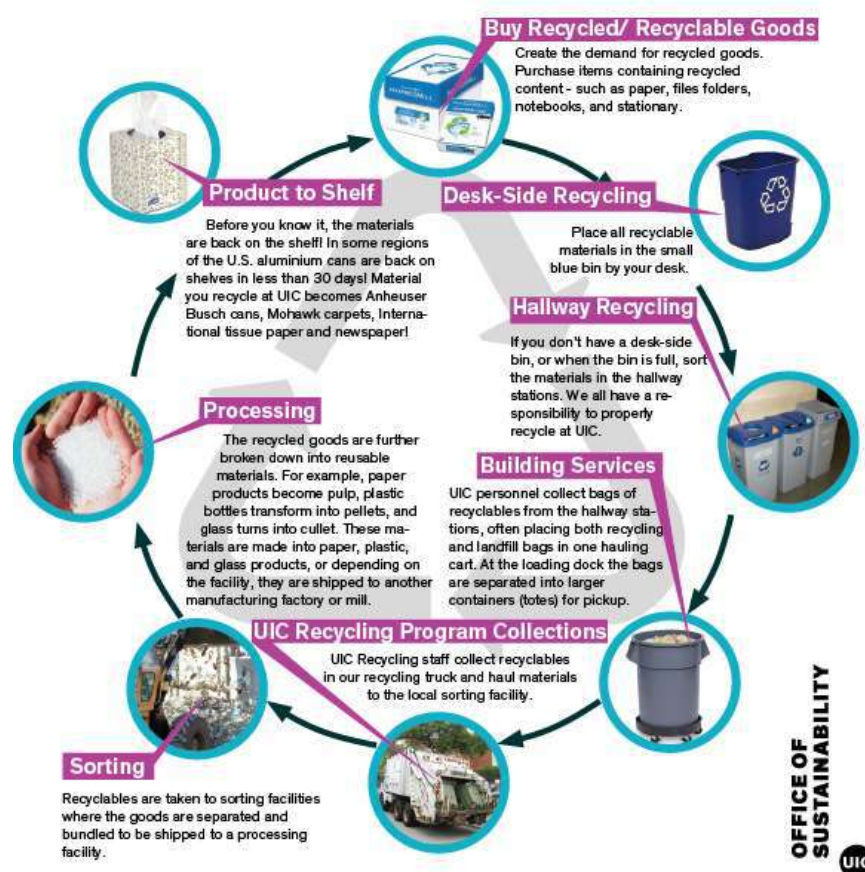 Buy Recycled/ Recyclable Goods
Create the demand for recycled goods.
Purchase items containing recycled
content - such as paper, files folders,
notebooks, and stationary.
Desk-Side Recycling
Place all recyclable
materials in the small
blue bin by your desk.
Hallway Recycling
If you don't have a desk-side
bin, or when the bin is full, sort
the materials in the hallway
stations. We all have a re-
sponsibility to properly
recycle at UIC.
Building Services
UIC personnel collect bags of
recyclables from the hallway sta-
tions, often placing both recycling
and landfill bags in one hauling
cart. At the loading dock the bags
are separated into larger
containers (totes) for pickup.
UIC Recycling Program Collections
UIC Recycling staff collect recyclables
in our recycling truck and haul materials
to the local sorting facility.
Sorting
Recyclables are taken to sorting facilities
where the goods are separated and
bundled to be shipped to a processing
facility.
Processing
The recycled goods are further
broken down into reusable
materials. For example, paper
products become pulp, plastic
bottles transform into pellets, and
glass turns into cullet. These ma-
terials are made into paper, plastic,
and glass products, or depending on
the facility, they are shipped to another
manufacturing factory or mill.
Product to Shelf
Before you know it, the materials
are back on the shelf! In some regions
of the U.S. aluminium cans are back on
shelves in less than 30 days! Material
you recycle at UIC becomes Anheuser
Busch cans, Mohawk carpets, Interna-
tional tissue paper and newspaper!
OFFICE OF
SUSTAINABILITY
UIC